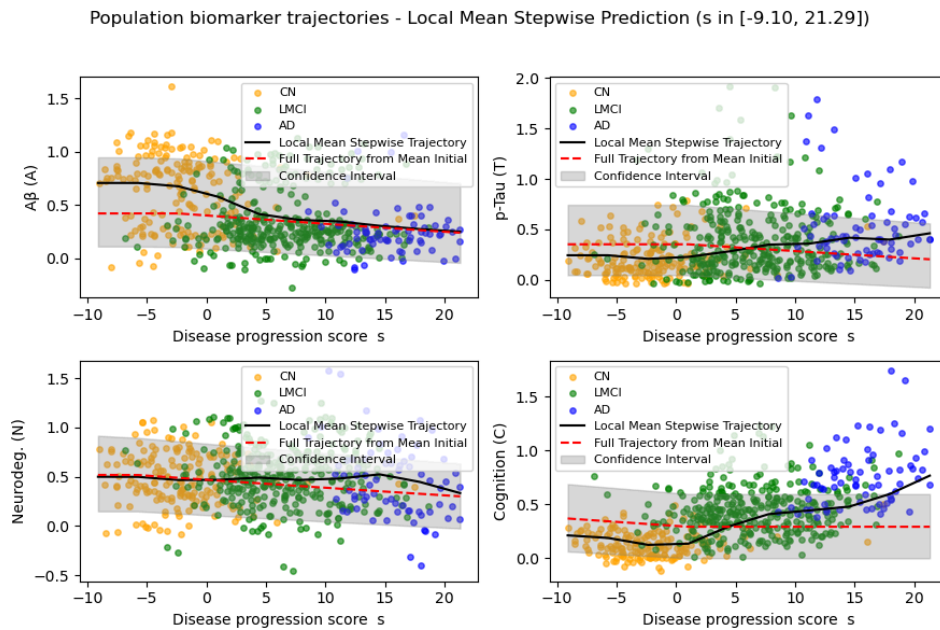 Population biomarker trajectories - Local Mean Stepwise Prediction (s in [-9.10, 21.29])
CN
LMCI
AD
Local Mean Stepwise Trajectory
Full Trajectory from Mean Initial
Confidence Interval
Aβ (A)
1.5
1.0
0.5
0.0
−10 −5 0 5 10 15 20
Disease progression score s
CN
LMCI
AD
Local Mean Stepwise Trajectory
Full Trajectory from Mean Initial
Confidence Interval
p-Tau (T)
2.0
1.5
1.0
0.5
0.0
−10 −5 0 5 10 15 20
Disease progression score s
CN
LMCI
AD
Local Mean Stepwise Trajectory
Full Trajectory from Mean Initial
Confidence Interval
Neurodeg. (N)
1.5
1.0
0.5
0.0
−0.5
−10 −5 0 5 10 15 20
Disease progression score s
CN
LMCI
AD
Local Mean Stepwise Trajectory
Full Trajectory from Mean Initial
Confidence Interval
Cognition (C)
1.5
1.0
0.5
0.0
−10 −5 0 5 10 15 20
Disease progression score s